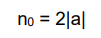 n₀ = 2|a|